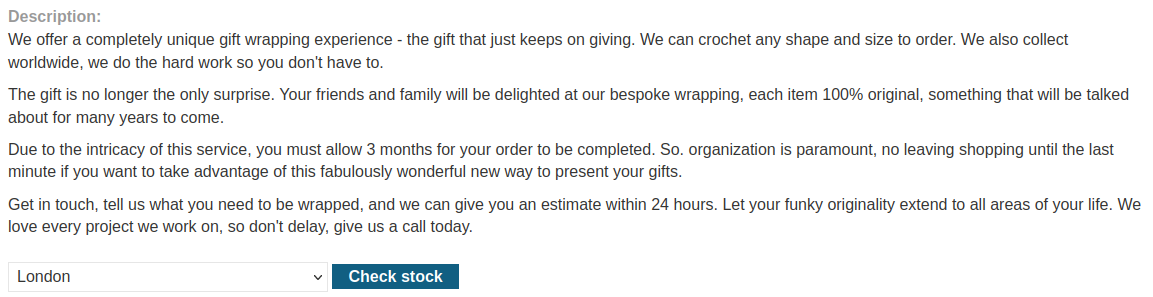 Description:
We offer a completely unique gift wrapping experience - the gift that just keeps on giving. We can crochet any shape and size to order. We also collect
worldwide, we do the hard work so you don't have to.
The gift is no longer the only surprise. Your friends and family will be delighted at our bespoke wrapping, each item 100% original, something that will be talked
about for many years to come.
Due to the intricacy of this service, you must allow 3 months for your order to be completed. So. organization is paramount, no leaving shopping until the last
minute if you want to take advantage of this fabulously wonderful new way to present your gifts.
Get in touch, tell us what you need to be wrapped, and we can give you an estimate within 24 hours. Let your funky originality extend to all areas of your life. We
love every project we work on, so don't delay, give us a call today.
London Check stock